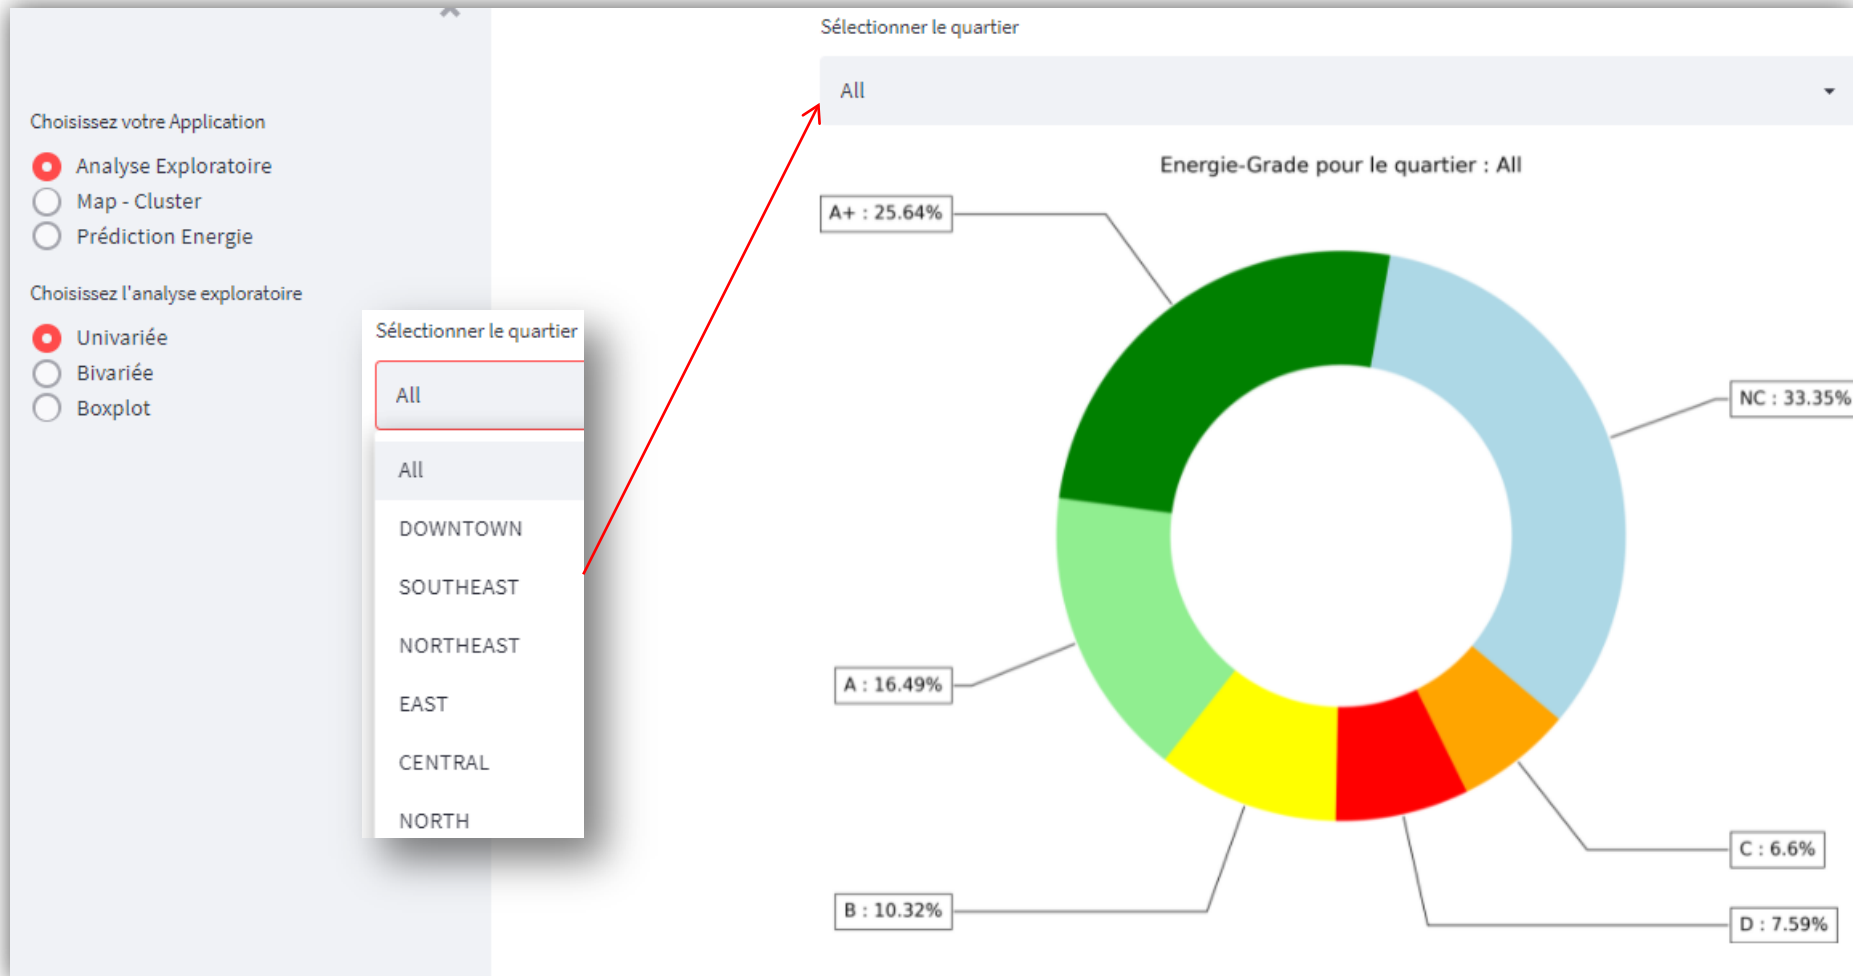 Choisissez votre Application
Analyse Exploratoire
Map - Cluster
Prédiction Energie
Choisissez l'analyse exploratoire
Univariée
Bivariée
Boxplot
Sélectionner le quartier
All
All
DOWNTOWN
SOUTHEAST
NORTHEAST
EAST
CENTRAL
NORTH
Sélectionner le quartier
All
Energie-Grade pour le quartier : All
A+ : 25.64%
NC : 33.35%
A : 16.49%
C : 6.6%
B : 10.32%
D : 7.59%